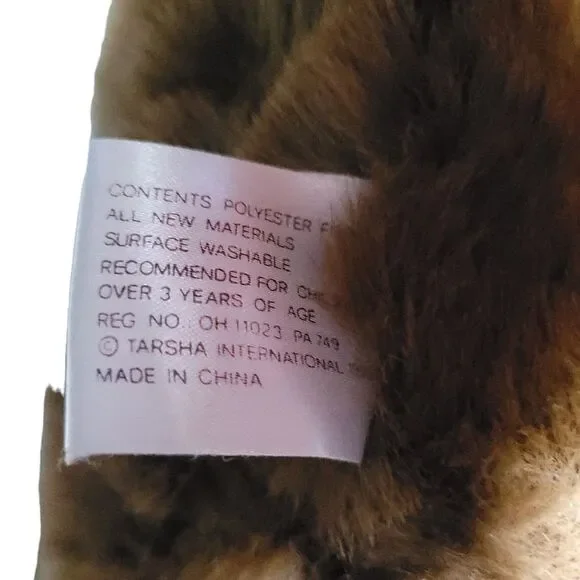 CONTENTS POLYESTER
ALL NEW MATERIALS
SURFACE WASHABLE
RECOMMENDED FOR
OVER 3 YEARS OF AGE
REG NO. OH 11023 PA 749
© TARSHA INTERNATIONAL
MADE IN CHINA